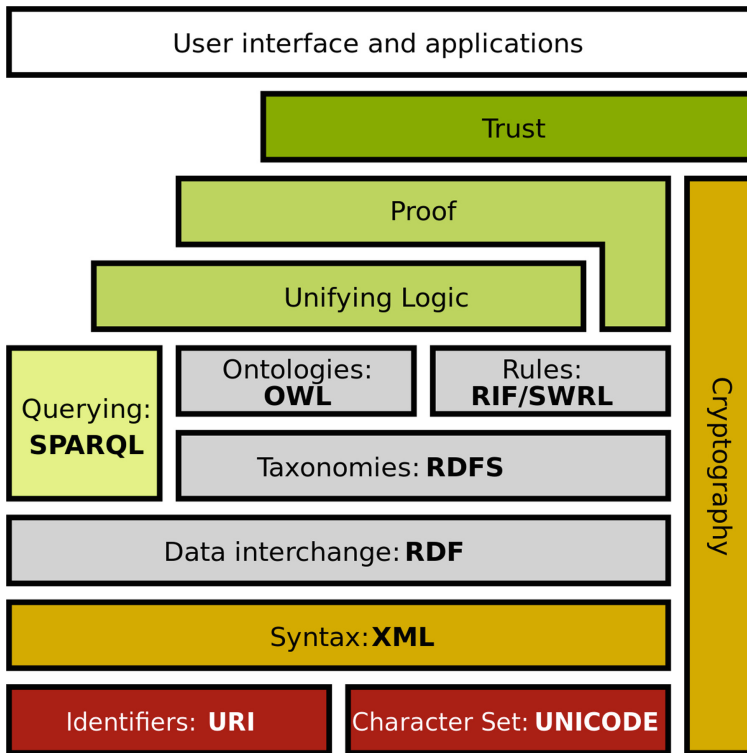 User interface and applications
Trust
Proof
Unifying Logic
Ontologies:
OWL
Rules:
RIF/SWRL
Querying:
SPARQL
Taxonomies: RDFS
Cryptography
Data interchange: RDF
Syntax: XML
Identifiers: URI
Character Set: UNICODE